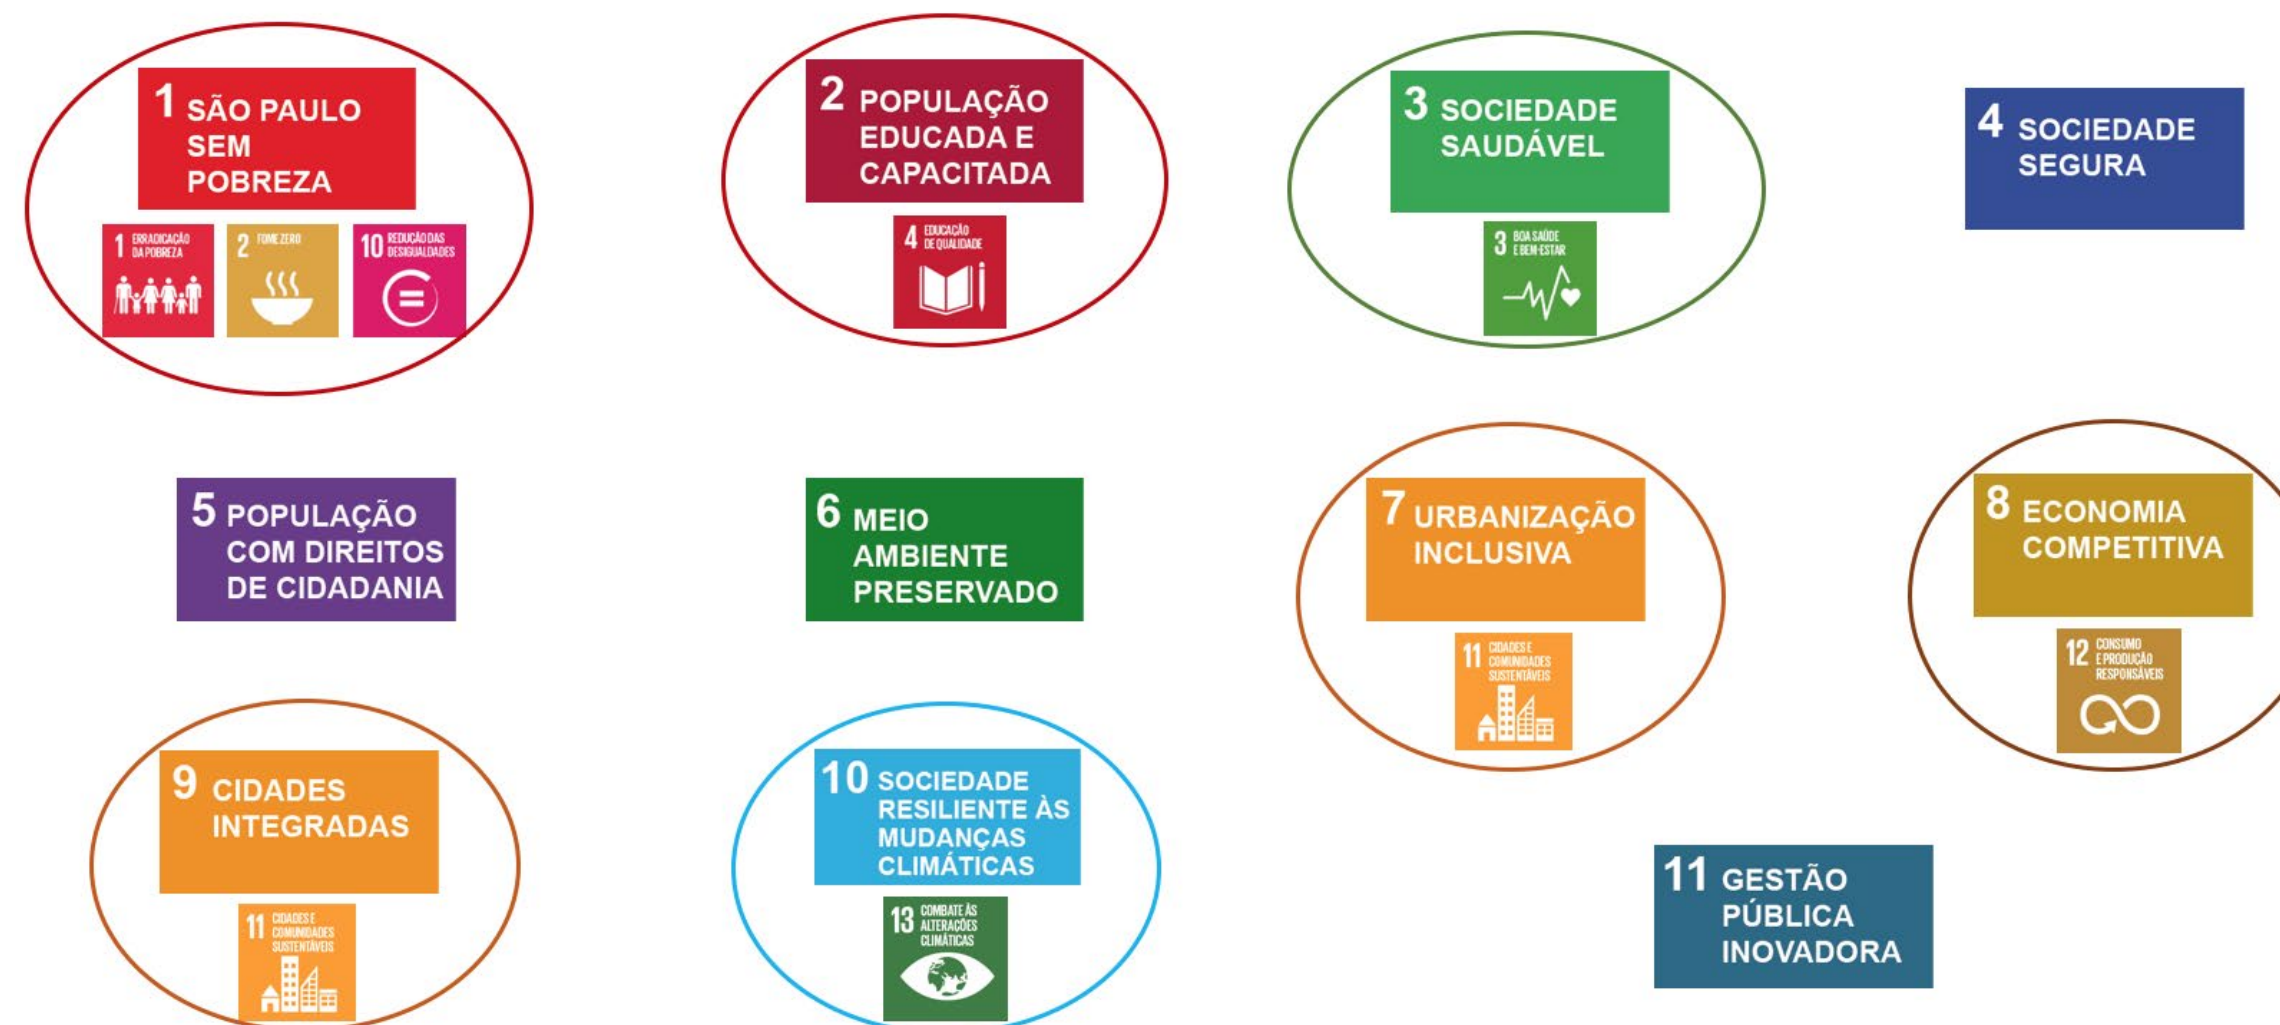 1 SÃO PAULO
SEM
POBREZA
1 ERRADICAÇÃO
DA POBREZA
2 FOME ZERO
10 REDUÇÃO DAS
DESIGUALDADES
2 POPULAÇÃO
EDUCADA E
CAPACITADA
4 EDUCAÇÃO
DE QUALIDADE
3 SOCIEDADE
SAUDÁVEL
3 BOA SAÚDE
E BEM-ESTAR
4 SOCIEDADE
SEGURA
5 POPULAÇÃO
COM DIREITOS
DE CIDADANIA
6 MEIO
AMBIENTE
PRESERVADO
7 URBANIZAÇÃO
INCLUSIVA
11 CIDADES E
COMUNIDADES
SUSTENTÁVEIS
8 ECONOMIA
COMPETITIVA
12 CONSUMO
E PRODUÇÃO
RESPONSÁVEIS
9 CIDADES
INTEGRADAS
11 CIDADES E
COMUNIDADES
SUSTENTÁVEIS
10 SOCIEDADE
RESILIENTE ÀS
MUDANÇAS
CLIMÁTICAS
13 COMBATE ÀS
ALTERAÇÕES
CLIMÁTICAS
11 GESTÃO
PÚBLICA
INOVADORA